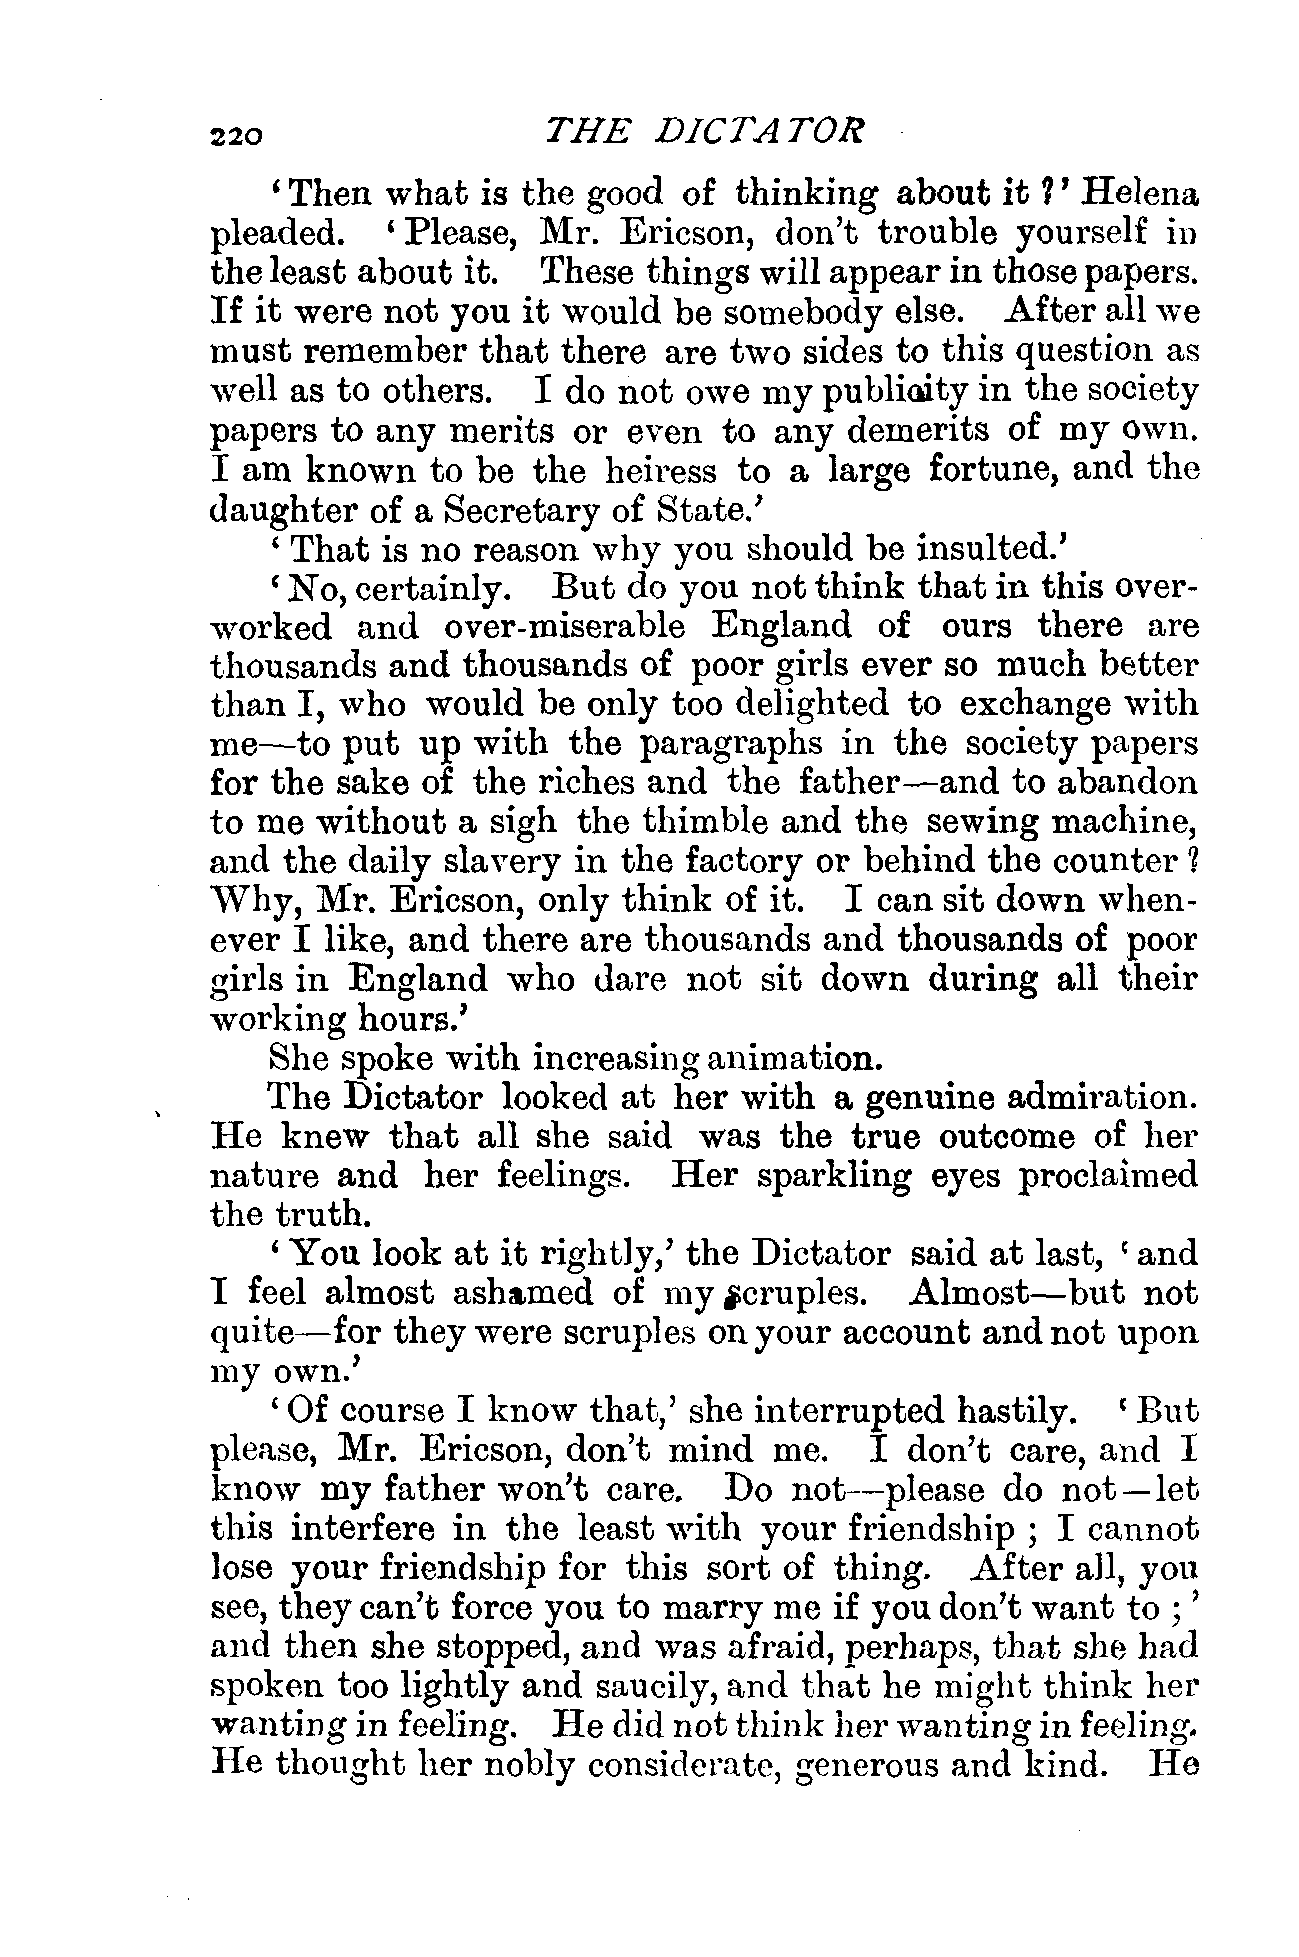 220 THE DICTATOR
‘Then what is the good of thinking about it ?’ Helena
pleaded. ‘Please, Mr. Ericson, don’t trouble yourself in
the least about it. These things will appear in those papers.
If it were not you it would be somebody else. After all we
must remember that there are two sides to this question as
well as to others. I do not owe my publicity in the society
papers to any merits or even to any demerits of my own.
I am known to be the heiress to a large fortune, and the
daughter of a Secretary of State.’
‘That is no reason why you should be insulted.’
‘No, certainly. But do you not think that in this over-
worked and over-miserable England of ours there are
thousands and thousands of poor girls ever so much better
than I, who would be only too delighted to exchange with
me—to put up with the paragraphs in the society papers
for the sake of the riches and the father—and to abandon
to me without a sigh the thimble and the sewing machine,
and the daily slavery in the factory or behind the counter ?
Why, Mr. Ericson, only think of it. I can sit down when-
ever I like, and there are thousands and thousands of poor
girls in England who dare not sit down during all their
working hours.’
She spoke with increasing animation.
The Dictator looked at her with a genuine admiration.
He knew that all she said was the true outcome of her
nature and her feelings. Her sparkling eyes proclaimed
the truth.
‘You look at it rightly,’ the Dictator said at last, ‘and
I feel almost ashamed of my scruples. Almost—but not
quite—for they were scruples on your account and not upon
my own.’
‘Of course I know that,’ she interrupted hastily. ‘But
please, Mr. Ericson, don’t mind me. I don’t care, and I
know my father won’t care. Do not—please do not—let
this interfere in the least with your friendship ; I cannot
lose your friendship for this sort of thing. After all, you
see, they can’t force you to marry me if you don’t want to ;’
and then she stopped, and was afraid, perhaps, that she had
spoken too lightly and saucily, and that he might think her
wanting in feeling. He did not think her wanting in feeling.
He thought her nobly considerate, generous and kind. He